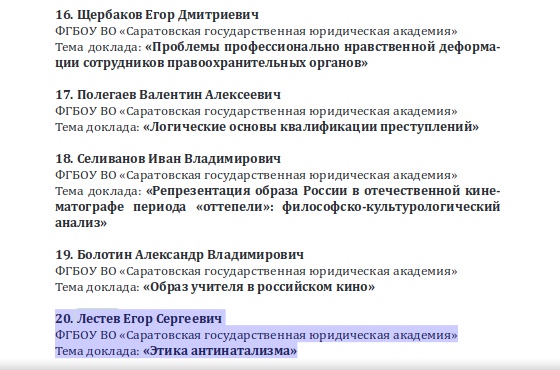 16. Щербаков Егор Дмитриевич
ФГБОУ ВО «Саратовская государственная юридическая академия»
Тема доклада: «Проблемы профессионально нравственной деформа-
ции сотрудников правоохранительных органов»
17. Полегаев Валентин Алексеевич
ФГБОУ ВО «Саратовская государственная юридическая академия»
Тема доклада: «Логические основы квалификации преступлений»
18. Селиванов Иван Владимирович
ФГБОУ ВО «Саратовская государственная юридическая академия»
Тема доклада: «Репрезентация образа России в отечественной кине-
матографе периода «оттепели»: философско-культурологический
анализ»
19. Болотин Александр Владимирович
ФГБОУ ВО «Саратовская государственная юридическая академия»
Тема доклада: «Образ учителя в российском кино»
20. Лестев Егор Сергеевич
ФГБОУ ВО «Саратовская государственная юридическая академия»
Тема доклада: «Этика антинатализма»